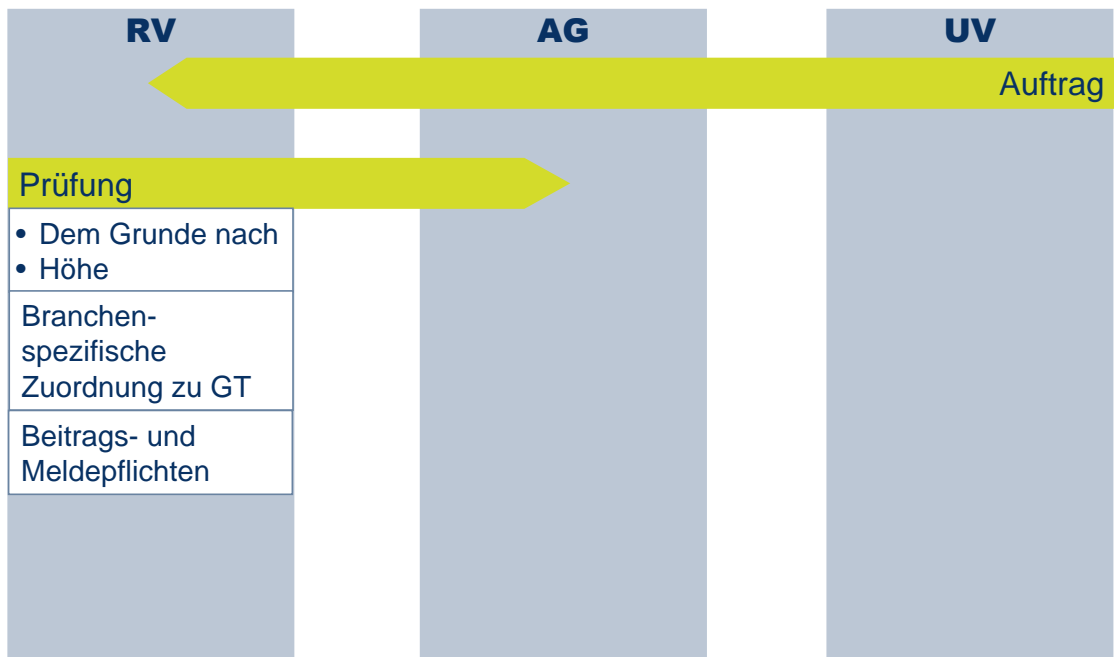 RV AG UV
Auftrag
Prüfung
• Dem Grunde nach
• Höhe
Branchen-
spezifische
Zuordnung zu GT
Beitrags- und
Meldepflichten